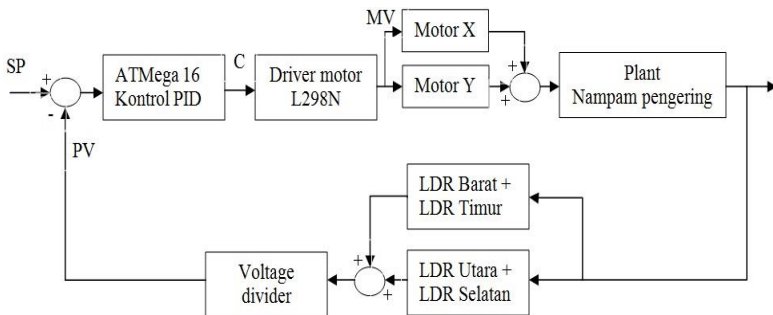 SP
+
-
PV
ATMega 16
Kontrol PID
C
Driver motor
L298N
MV
Motor X
Motor Y
+
+
Plant
Nampam pengering
LDR Barat +
LDR Timur
LDR Utara +
LDR Selatan
+
+
Voltage
divider